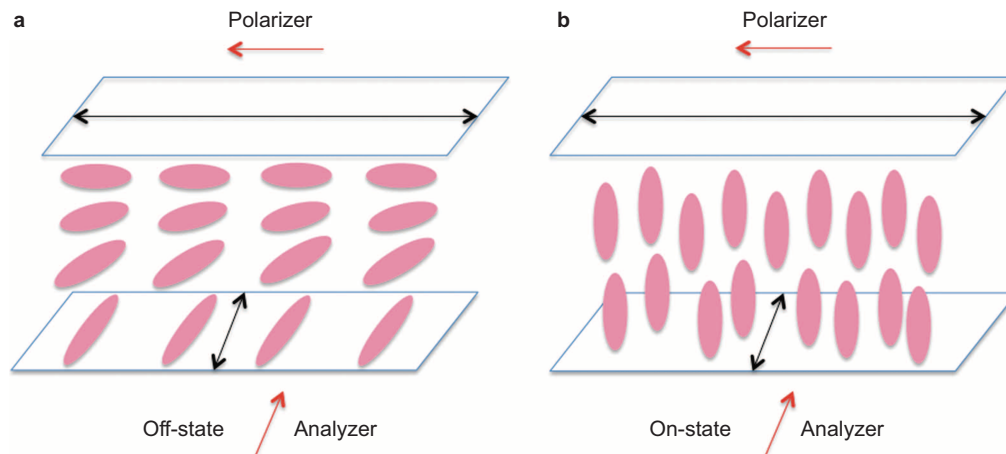 a
Polarizer
Off-state
Analyzer
b
Polarizer
On-state
Analyzer